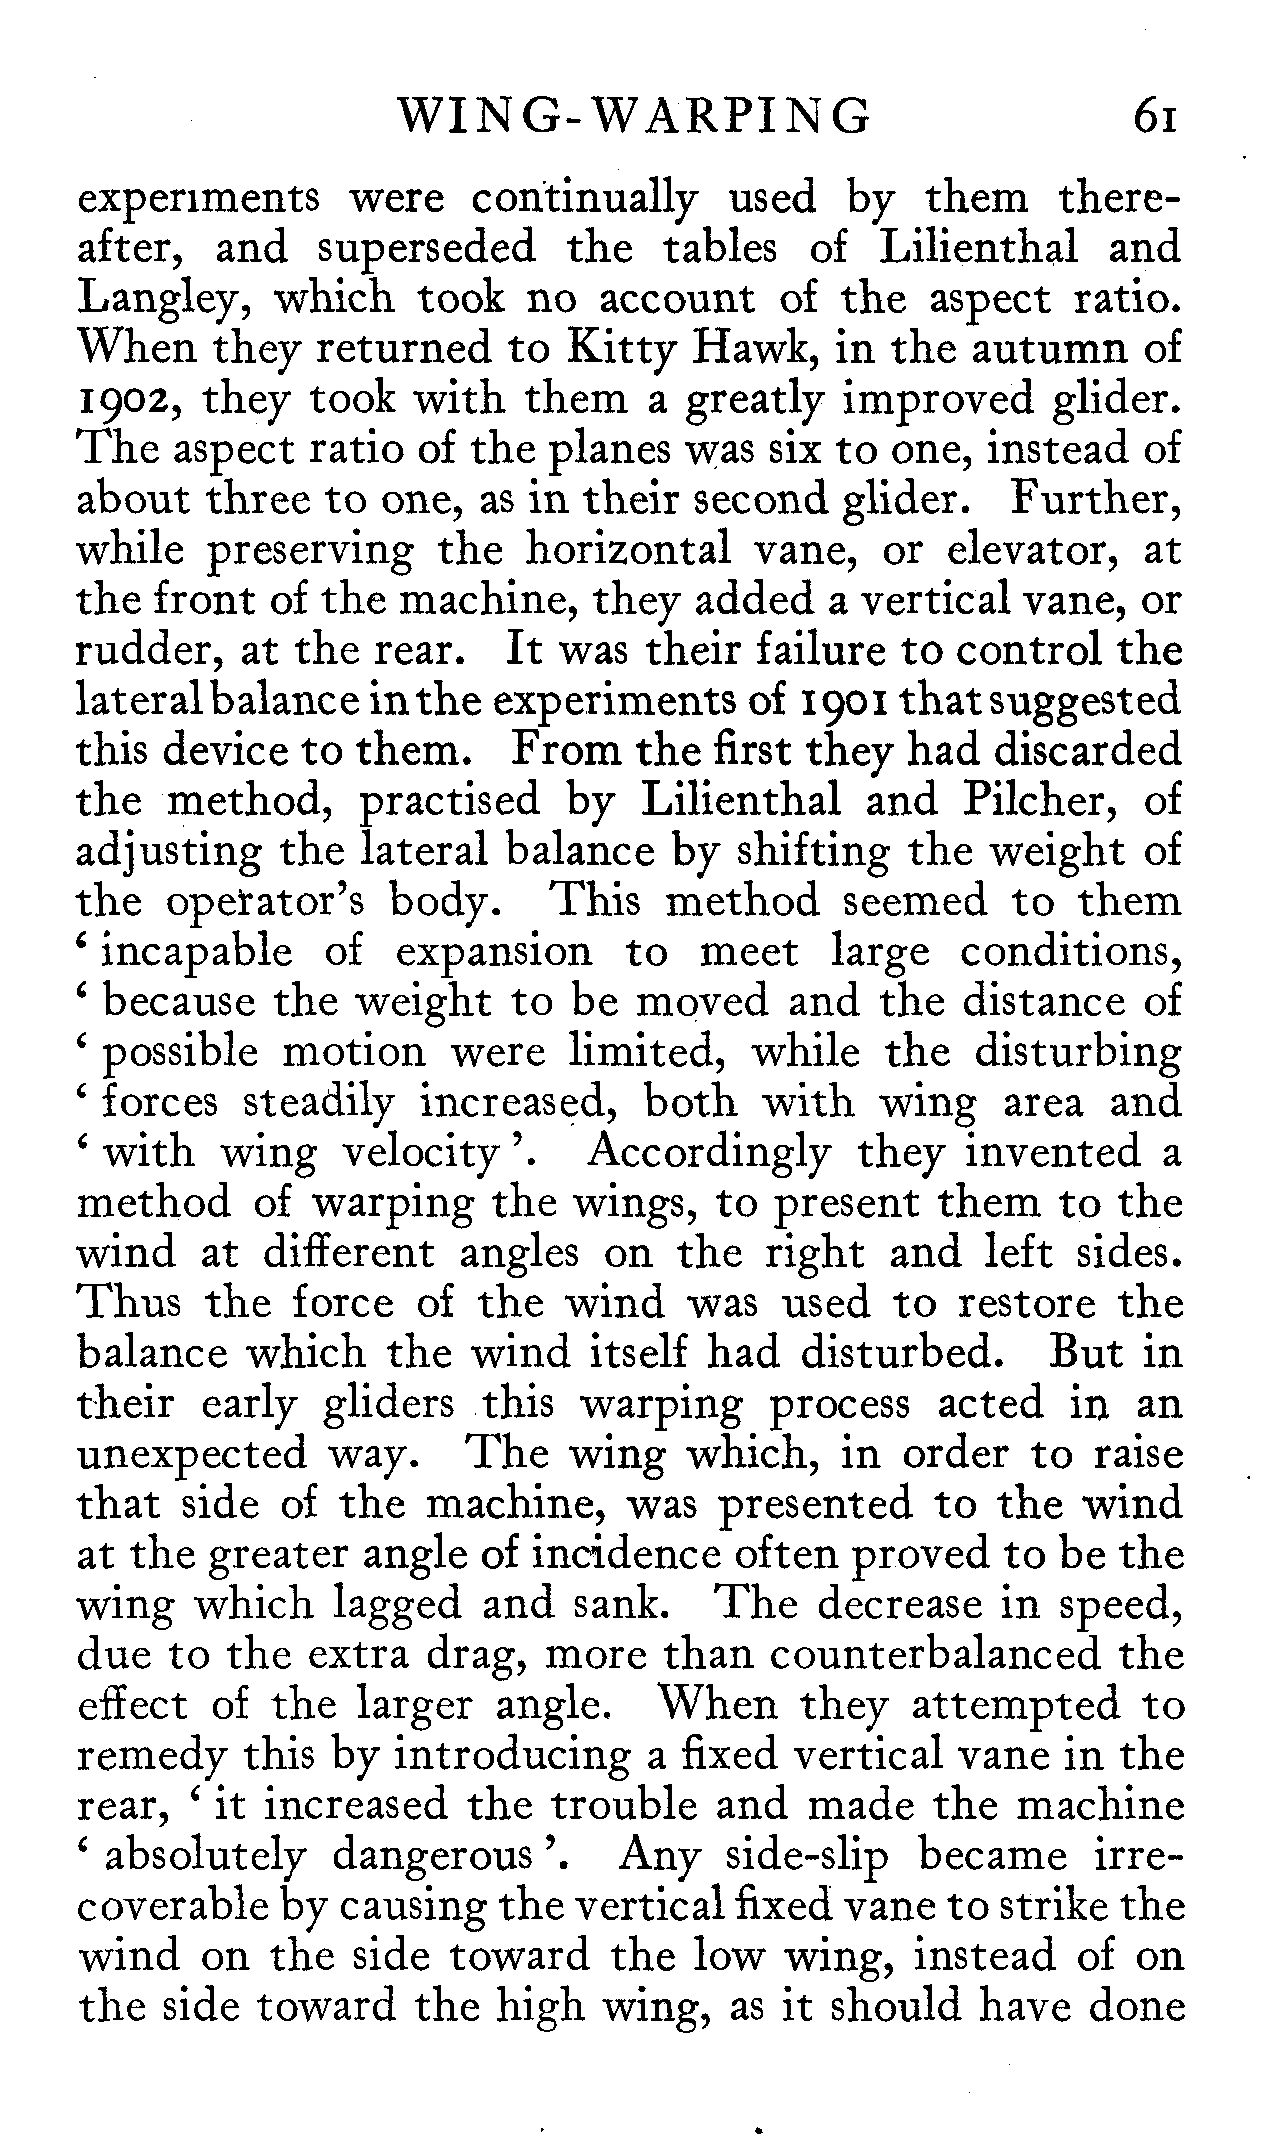 WING-WARPING 61
experiments were continually used by them there-
after, and superseded the tables of Lilienthal and
Langley, which took no account of the aspect ratio.
When they returned to Kitty Hawk, in the autumn of
1902, they took with them a greatly improved glider.
The aspect ratio of the planes was six to one, instead of
about three to one, as in their second glider. Further,
while preserving the horizontal vane, or elevator, at
the front of the machine, they added a vertical vane, or
rudder, at the rear. It was their failure to control the
lateral balance in the experiments of 1901 that suggested
this device to them. From the first they had discarded
the method, practised by Lilienthal and Pilcher, of
adjusting the lateral balance by shifting the weight of
the operator's body. This method seemed to them
‘ incapable of expansion to meet large conditions,
‘ because the weight to be moved and the distance of
‘ possible motion were limited, while the disturbing
‘ forces steadily increased, both with wing area and
‘ with wing velocity ’. Accordingly they invented a
method of warping the wings, to present them to the
wind at different angles on the right and left sides.
Thus the force of the wind was used to restore the
balance which the wind itself had disturbed. But in
their early gliders this warping process acted in an
unexpected way. The wing which, in order to raise
that side of the machine, was presented to the wind
at the greater angle of incidence often proved to be the
wing which lagged and sank. The decrease in speed,
due to the extra drag, more than counterbalanced the
effect of the larger angle. When they attempted to
remedy this by introducing a fixed vertical vane in the
rear, ‘ it increased the trouble and made the machine
‘ absolutely dangerous ’. Any side-slip became irre-
coverable by causing the vertical fixed vane to strike the
wind on the side toward the low wing, instead of on
the side toward the high wing, as it should have done